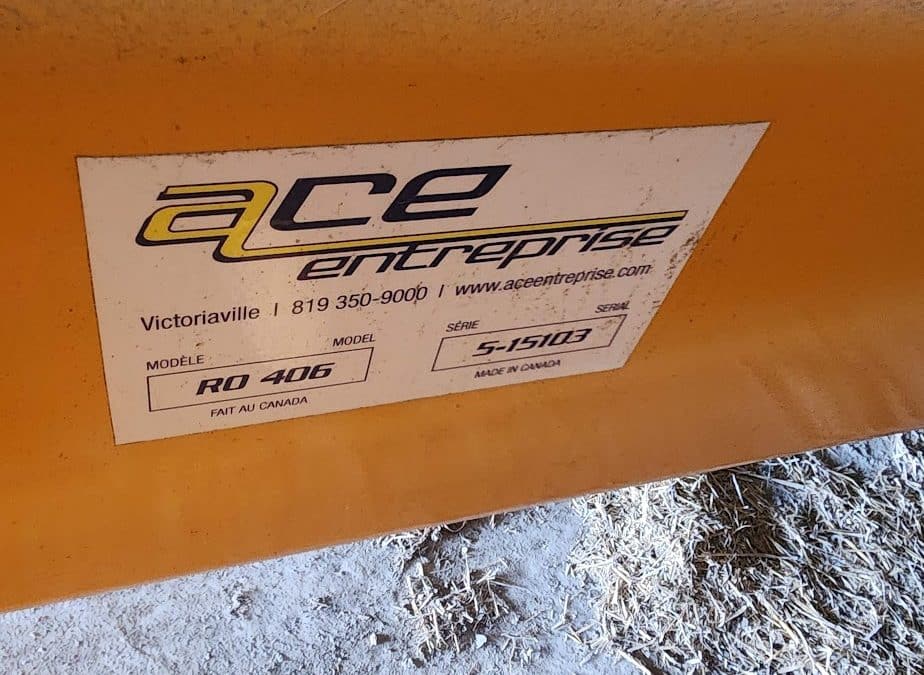 ace
entreprise
Victoriaville | 819 350-9000 | www.aceentreprise.com
MODÈLE MODEL SÉRIE SERIAL
RO 406 S-15103
FAIT AU CANADA MADE IN CANADA